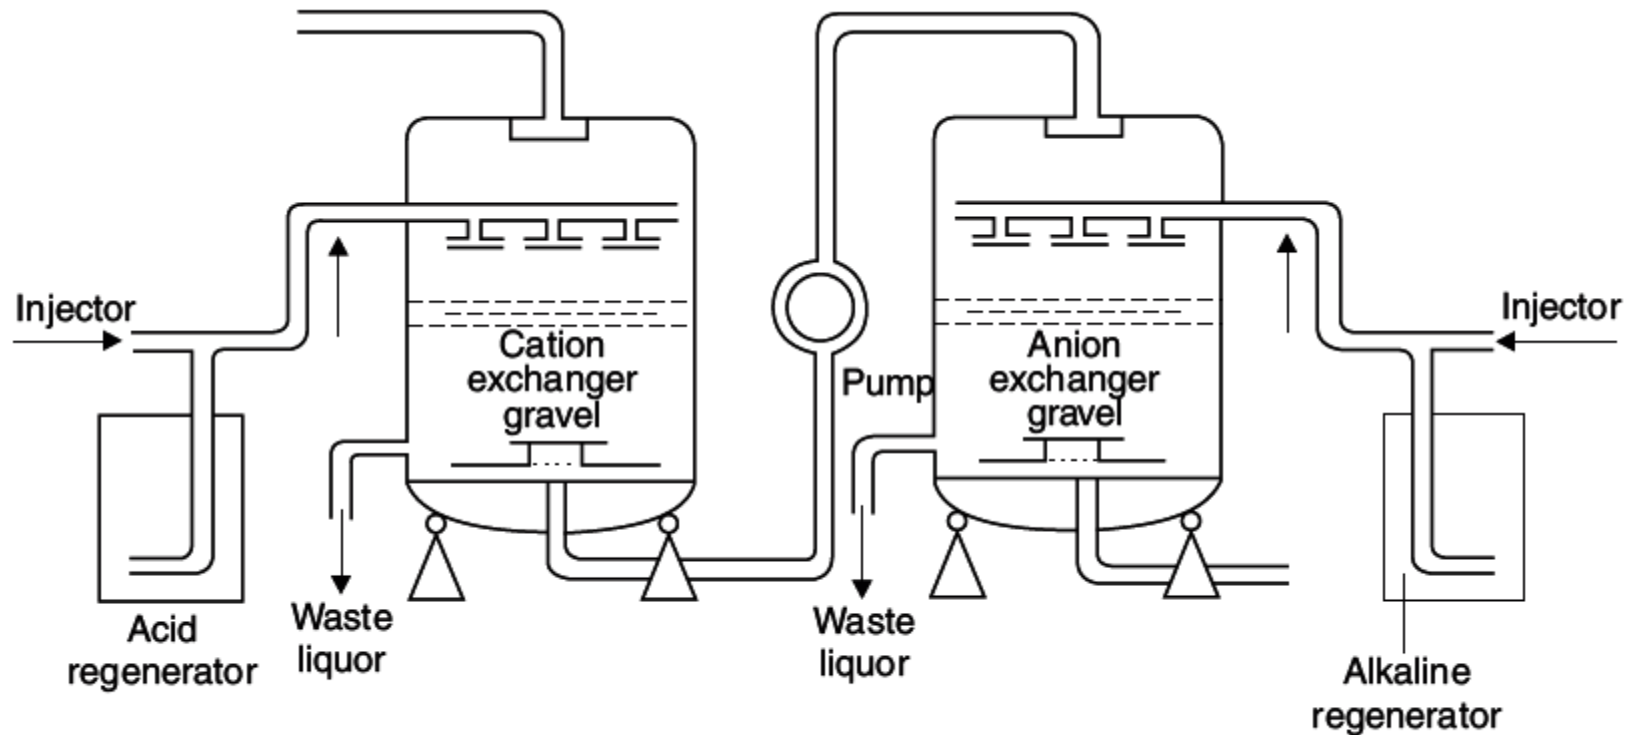 Injector
Cation
exchanger
gravel
Pump
Anion
exchanger
gravel
Injector
Acid
regenerator
Waste
liquor
Waste
liquor
Alkaline
regenerator